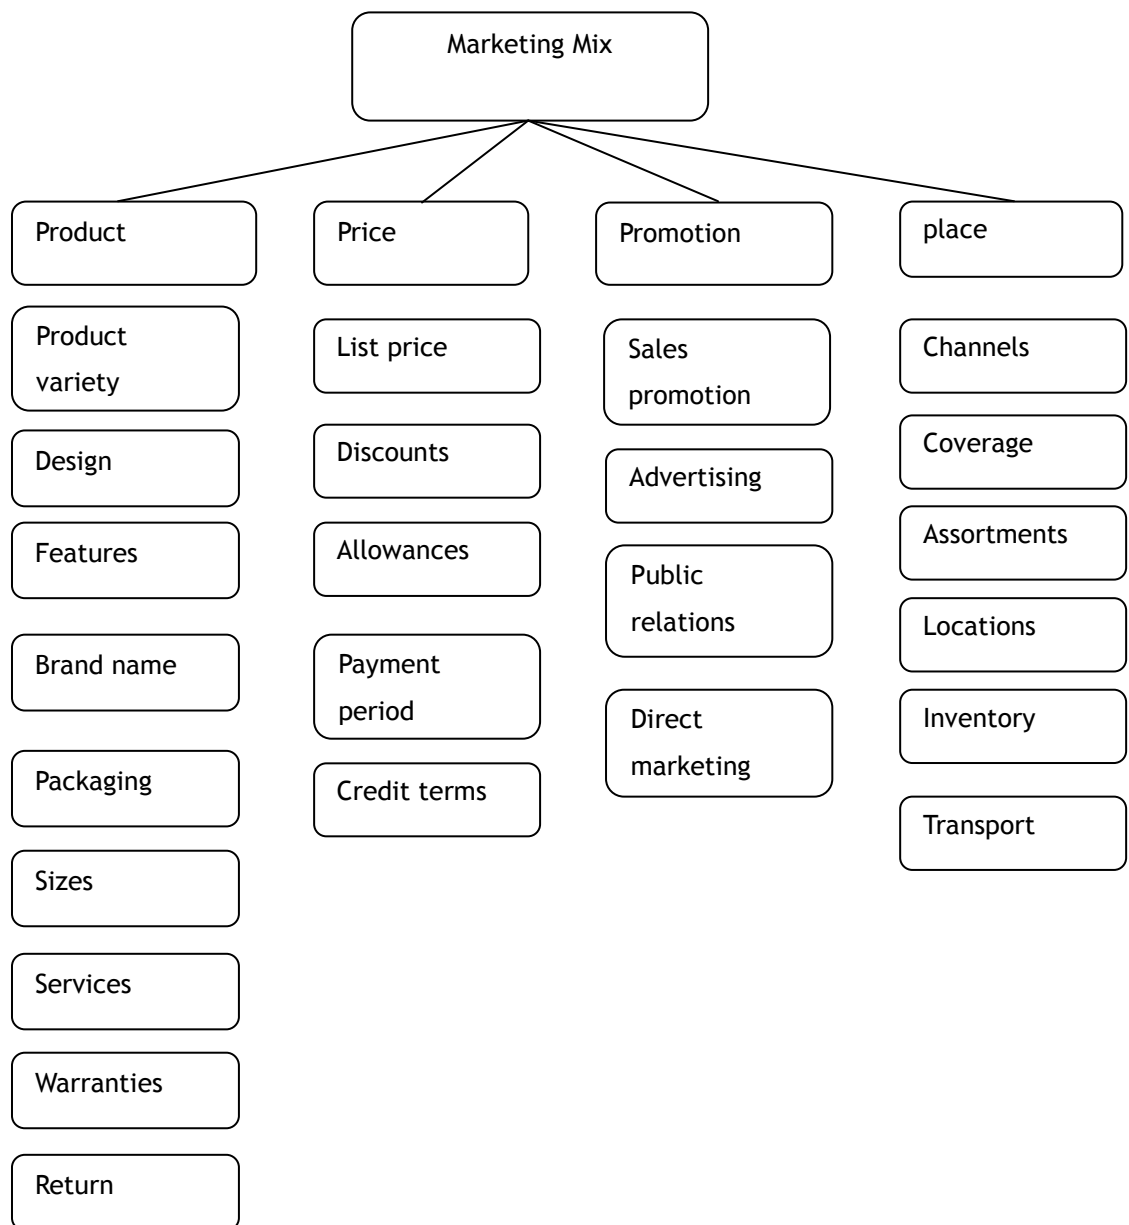 Marketing Mix
Product
Price
Promotion
place
Product
variety
Design
Features
Brand name
Packaging
Sizes
Services
Warranties
Return
List price
Discounts
Allowances
Payment
period
Credit terms
Sales
promotion
Advertising
Public
relations
Direct
marketing
Channels
Coverage
Assortments
Locations
Inventory
Transport